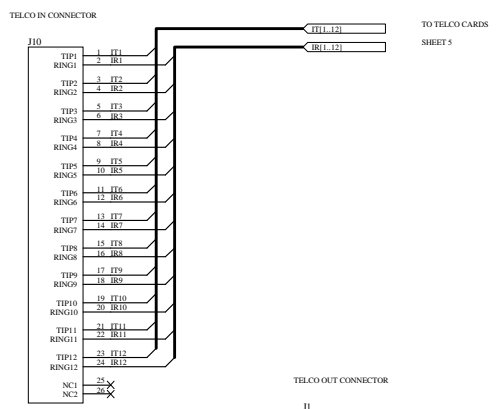 TELCO IN CONNECTOR
IT[1..12] TO TELCO CARDS
IR[1..12] SHEET 5
J10
TIP1 1 IT1
RING1 2 IR1
TIP2 3 IT2
RING2 4 IR2
TIP3 5 IT3
RING3 6 IR3
TIP4 7 IT4
RING4 8 IR4
TIP5 9 IT5
RING5 10 IR5
TIP6 11 IT6
RING6 12 IR6
TIP7 13 IT7
RING7 14 IR7
TIP8 15 IT8
RING8 16 IR8
TIP9 17 IT9
RING9 18 IR9
TIP10 19 IT10
RING10 20 IR10
TIP11 21 IT11
RING11 22 IR11
TIP12 23 IT12
RING12 24 IR12
NC1 25
NC2 26
TELCO OUT CONNECTOR